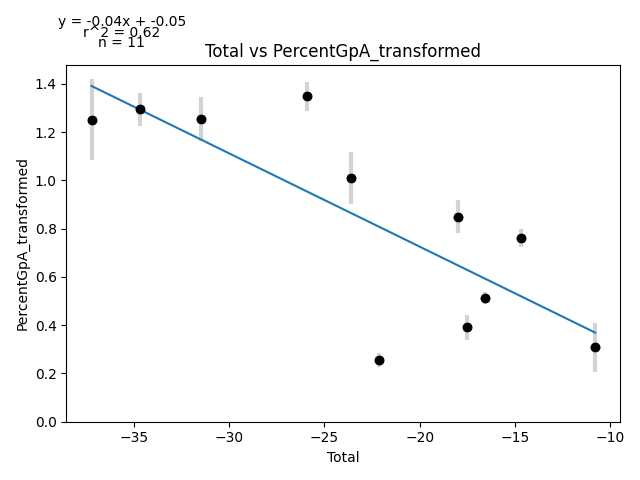 y = -0.04x + -0.05
r^2 = 0.62
n = 11
Total vs PercentGpA_transformed
PercentGpA_transformed
1.4
1.2
1.0
0.8
0.6
0.4
0.2
0.0
−35
−30
−25
−20
−15
−10
Total